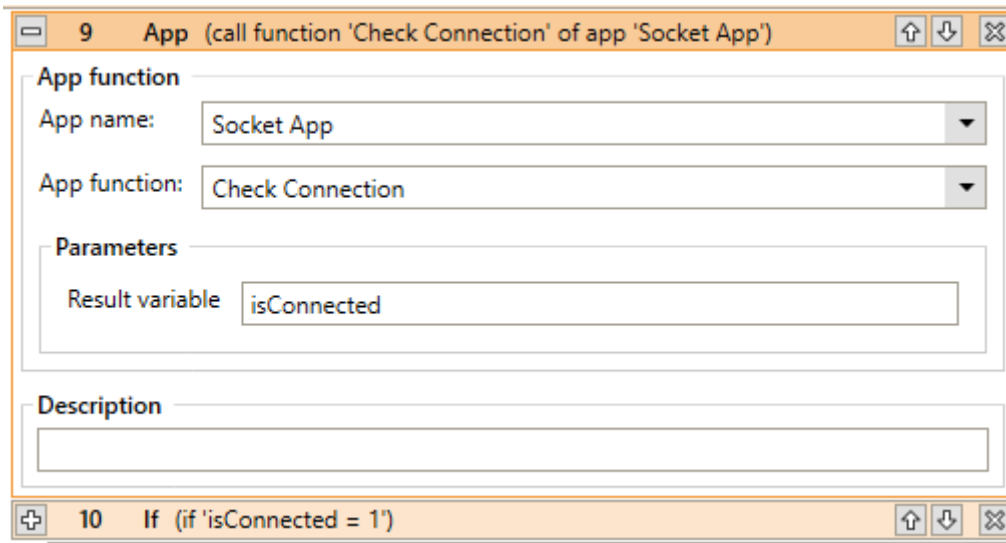 9 App (call function 'Check Connection' of app 'Socket App')
App function
App name: Socket App
App function: Check Connection
Parameters
Result variable isConnected
Description
10 If (if 'isConnected = 1')